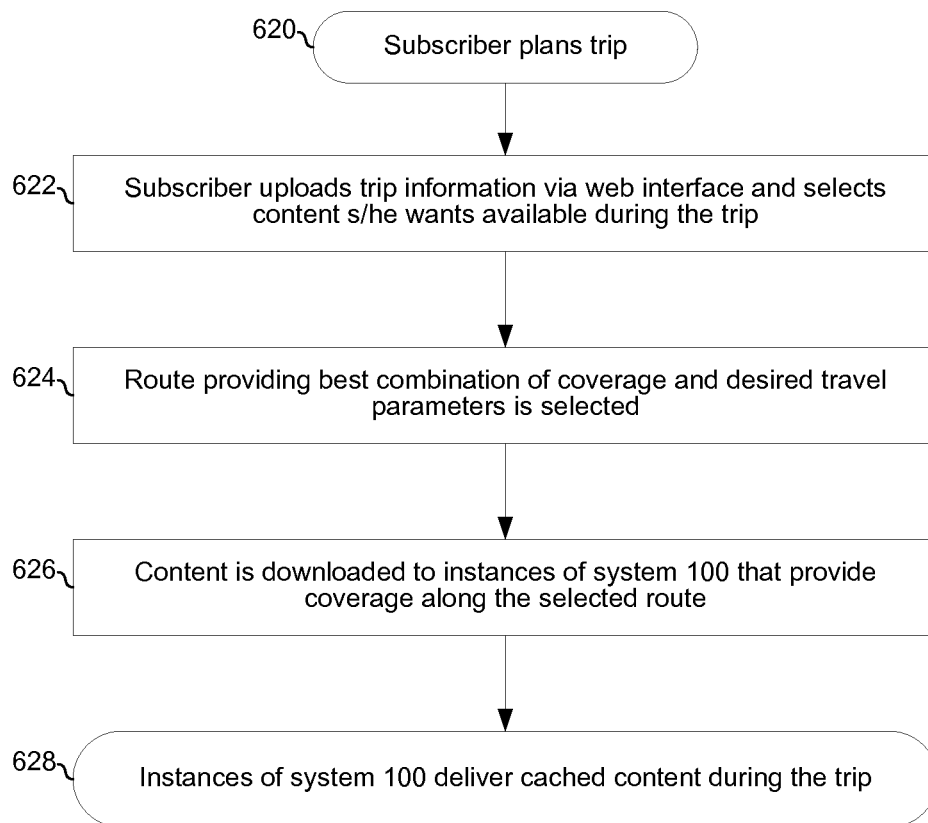 620
Subscriber plans trip
622
Subscriber uploads trip information via web interface and selects
content s/he wants available during the trip
624
Route providing best combination of coverage and desired travel
parameters is selected
626
Content is downloaded to instances of system 100 that provide
coverage along the selected route
628
Instances of system 100 deliver cached content during the trip